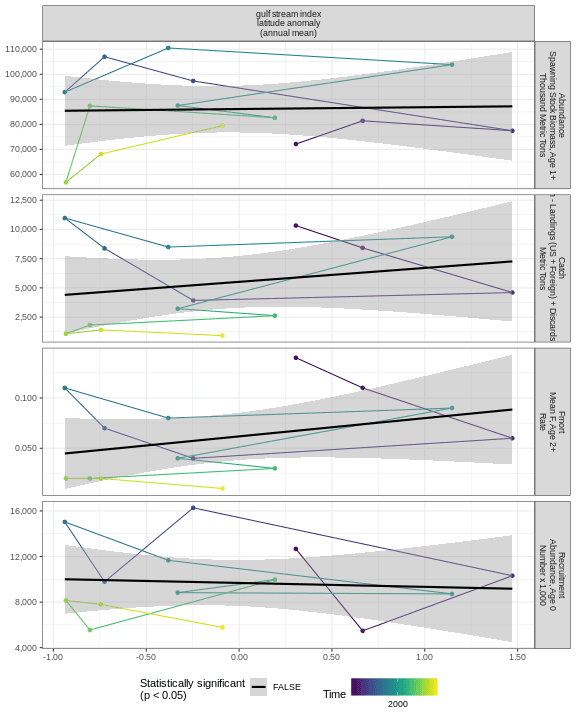 gulf stream index
latitude anomaly
(annual mean)
110,000
100,000
90,000
80,000
70,000
60,000
Abundance
Spawning Stock Biomass, Age 1+
Thousand Metric Tons
12,500
10,000
7,500
5,000
2,500
Catch
- Landings (US + Foreign) + Discards
Metric Tons
0.100
0.050
Fmort
Mean F, Age 2+
Rate
16,000
12,000
8,000
4,000
Recruitment
Abundance, Age 0
Number x 1,000
-1.00
-0.50
0.00
0.50
1.00
1.50
Statistically significant
(p < 0.05)
FALSE
Time
2000